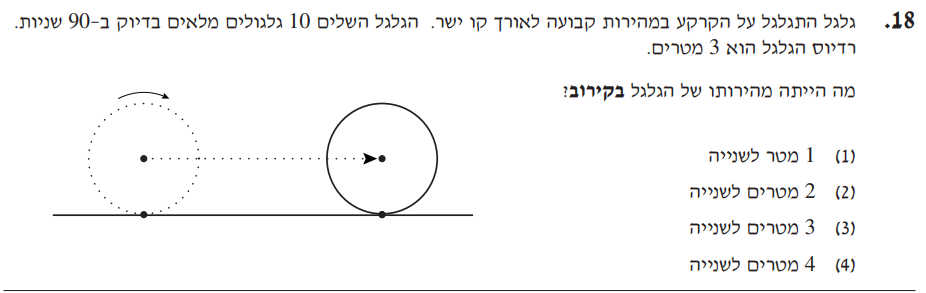 18. גלגל התגלגל על הקרקע במהירות קבועה לאורך קו ישר. הגלגל השלים 10 גלגולים מלאים בדיוק ב-90 שניות.
רדיוס הגלגל הוא 3 מטרים.
מה הייתה מהירותו של הגלגל בקירוב?
(1) 1 מטר לשנייה
(2) 2 מטרים לשנייה
(3) 3 מטרים לשנייה
(4) 4 מטרים לשנייה